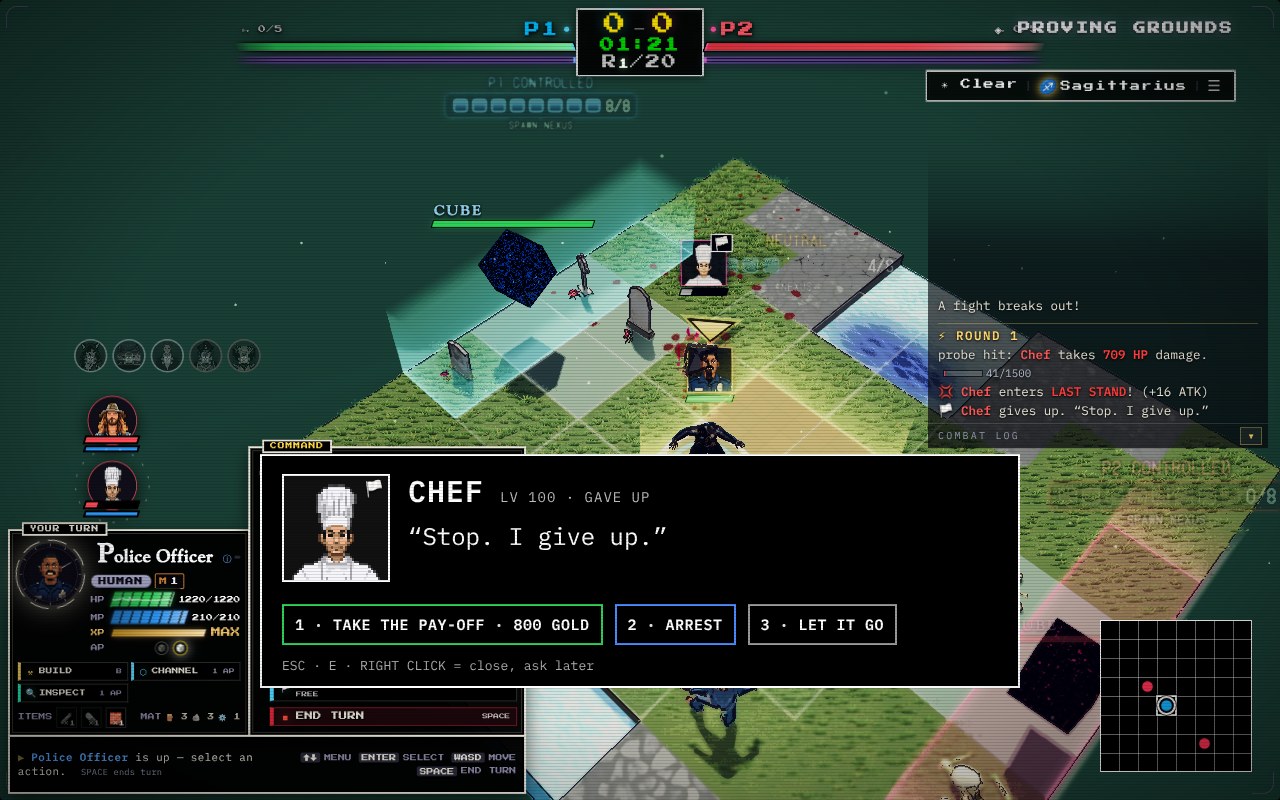 0/5
P1
0 – 0
01:21
R1/20
P2
PROVING GROUNDS
P1 CONTROLLED
8/8
SPAWN NEXUS
Clear
Sagittarius
CUBE
NEUTRAL
4/8
A fight breaks out!
ROUND 1
probe hit: Chef takes 709 HP damage.
41/1500
Chef enters LAST STAND! (+16 ATK)
Chef gives up. “Stop. I give up.”
COMBAT LOG
P2 CONTROLLED
0/8
SPAWN NEXUS
COMMAND
CHEF LV 100 · GAVE UP
“Stop. I give up.”
1 · TAKE THE PAY-OFF · 800 GOLD
2 · ARREST
3 · LET IT GO
ESC · E · RIGHT CLICK = close, ask later
FREE
END TURN SPACE
YOUR TURN
Police Officer
HUMAN M 1
HP 1220/1220
MP 210/210
XP MAX
AP
BUILD B
CHANNEL 1 AP
INSPECT 1 AP
ITEMS 1 1 1 MAT 3 3 1
Police Officer is up — select an
action. SPACE ends turn
MENU ENTER SELECT WASD MOVE
SPACE END TURN